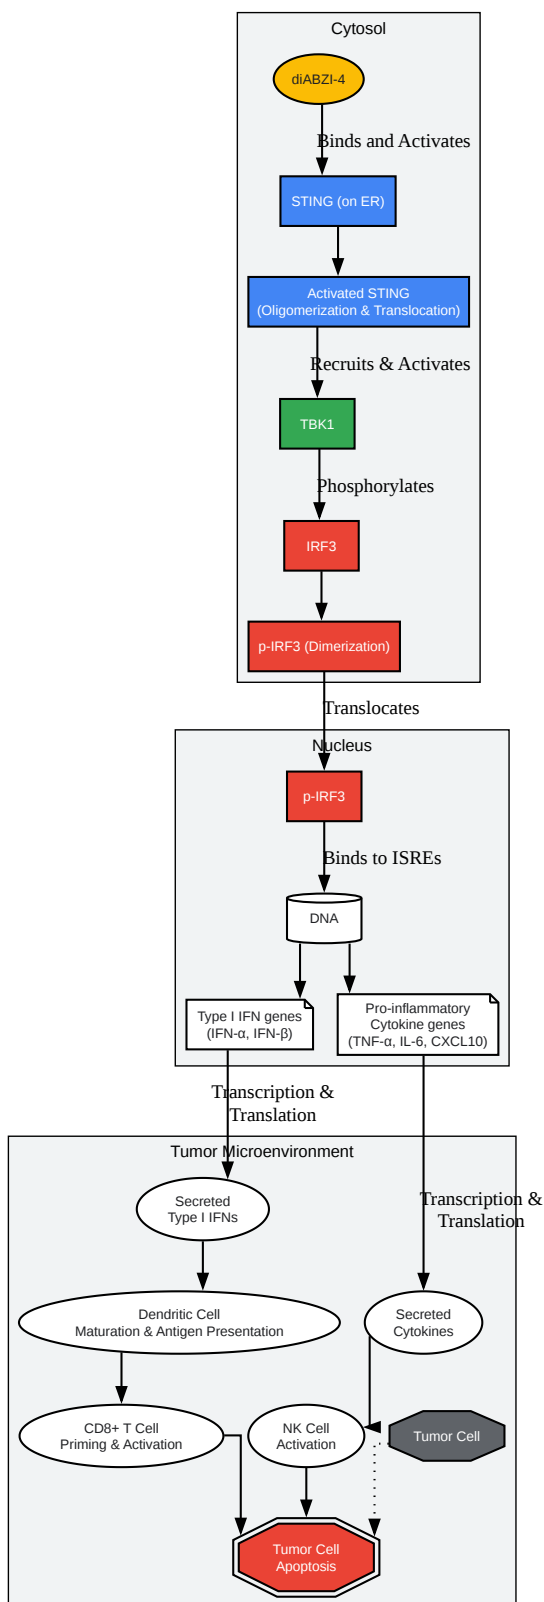 Cytosol
diABZI-4
Binds and Activates
STING (on ER)
Activated STING
(Oligomerization & Translocation)
Recruits & Activates
TBK1
Phosphorylates
IRF3
p-IRF3 (Dimerization)
Translocates
Nucleus
p-IRF3
Binds to ISREs
DNA
Type I IFN genes
(IFN-α, IFN-β)
Pro-inflammatory
Cytokine genes
(TNF-α, IL-6, CXCL10)
Transcription &
Translation
Tumor Microenvironment
Secreted
Type I IFNs
Transcription &
Translation
Dendritic Cell
Maturation & Antigen Presentation
Secreted
Cytokines
CD8+ T Cell
Priming & Activation
NK Cell
Activation
Tumor Cell
Tumor Cell
Apoptosis